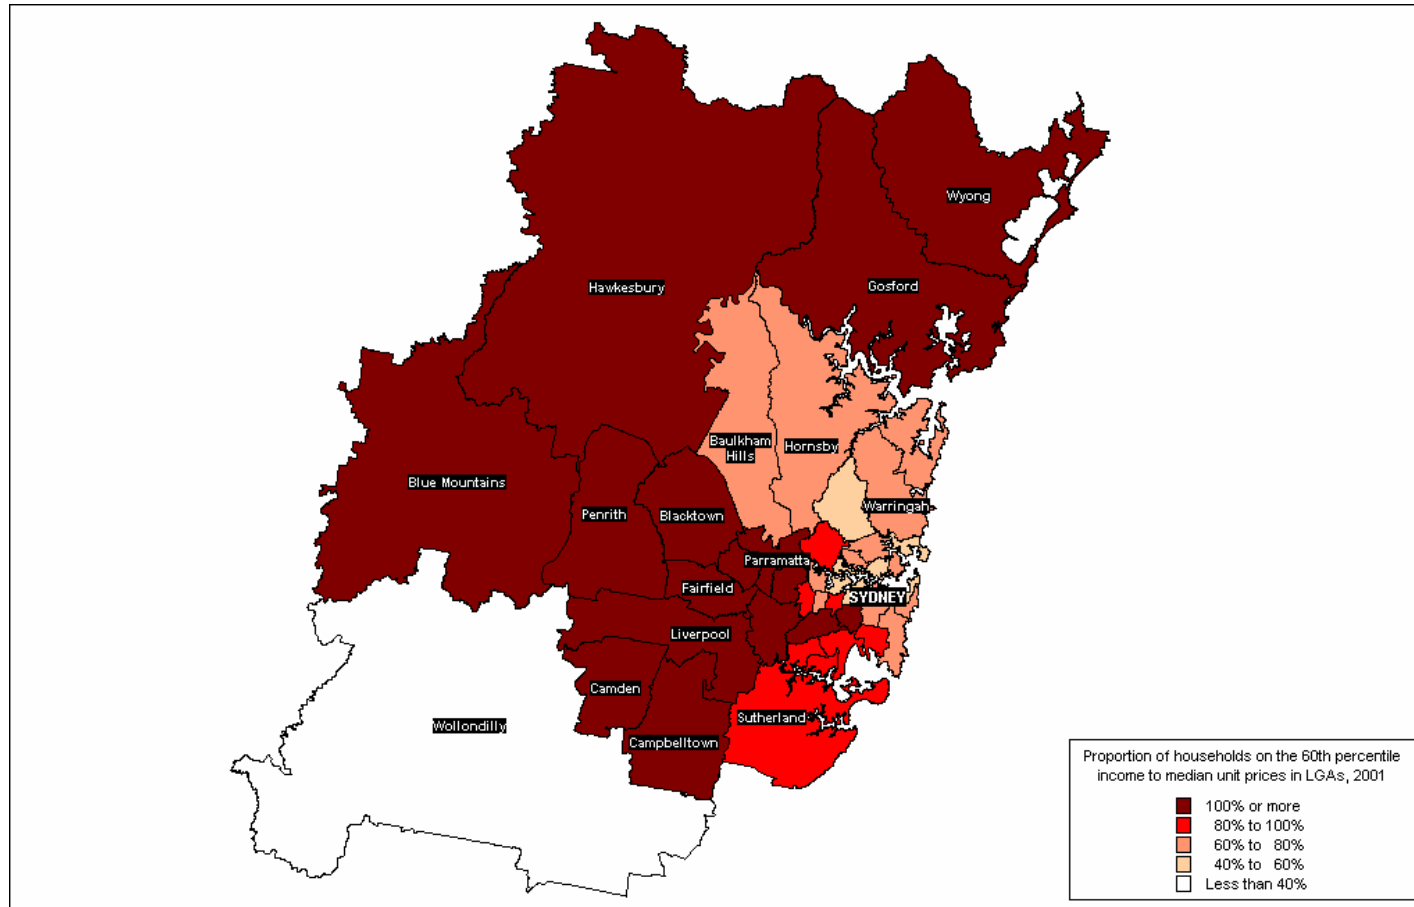 Wyong
Hawkesbury
Gosford
Baulkham
Hills
Hornsby
Blue Mountains
Penrith
Blacktown
Warringah
Parramatta
Fairfield
SYDNEY
Liverpool
Camden
Sutherland
Wollondilly
Campbelltown
Proportion of households on the 60th percentile
income to median unit prices in LGAs, 2001
100% or more
80% to 100%
60% to 80%
40% to 60%
Less than 40%